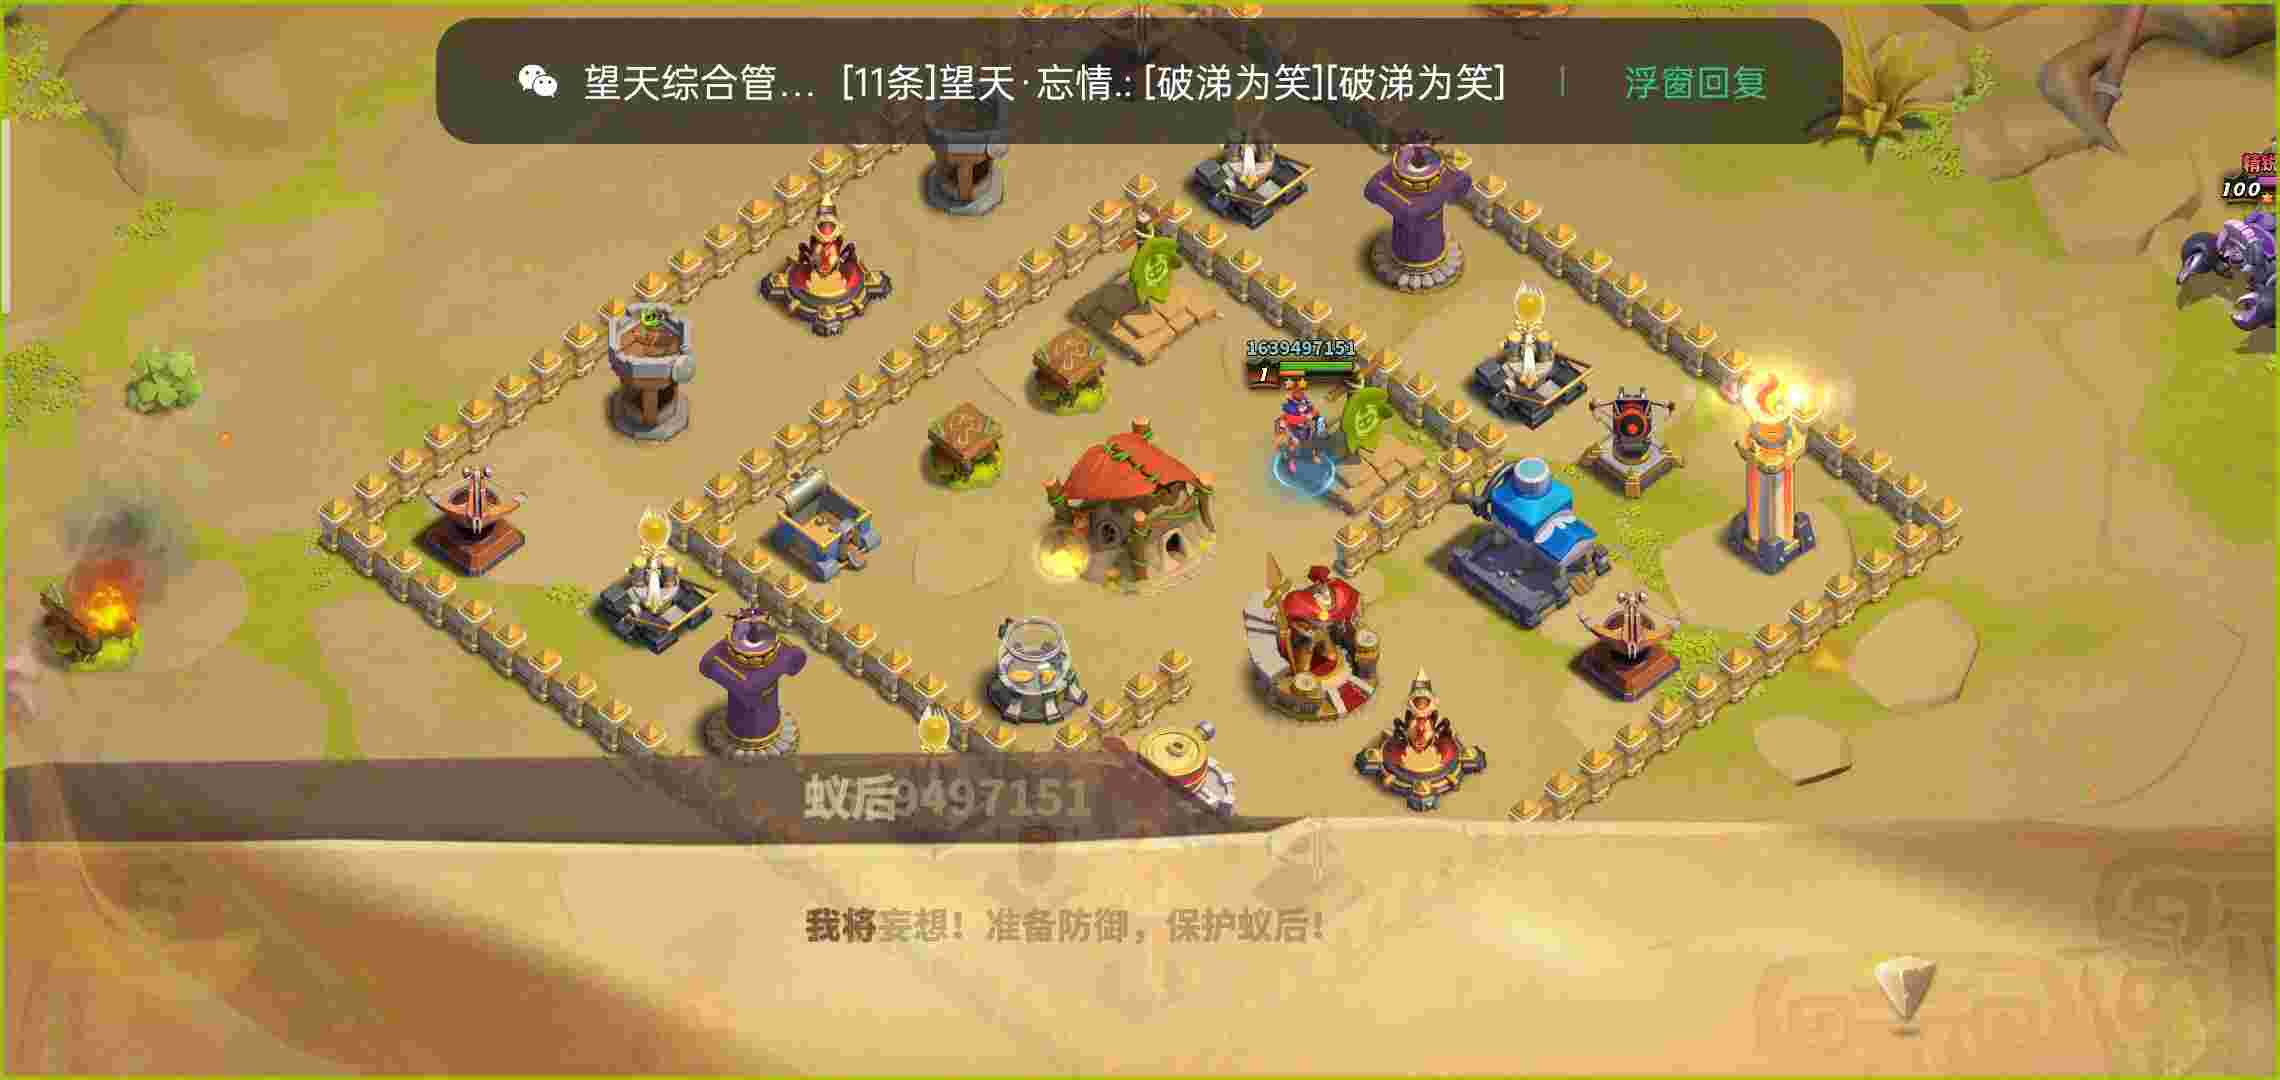 望天综合管... [11条]望天·忘情.: [破涕为笑][破涕为笑] | 浮窗回复
精锐
100
1639497151
1
蚁后9497151
我将妄想！准备防御，保护蚁后！